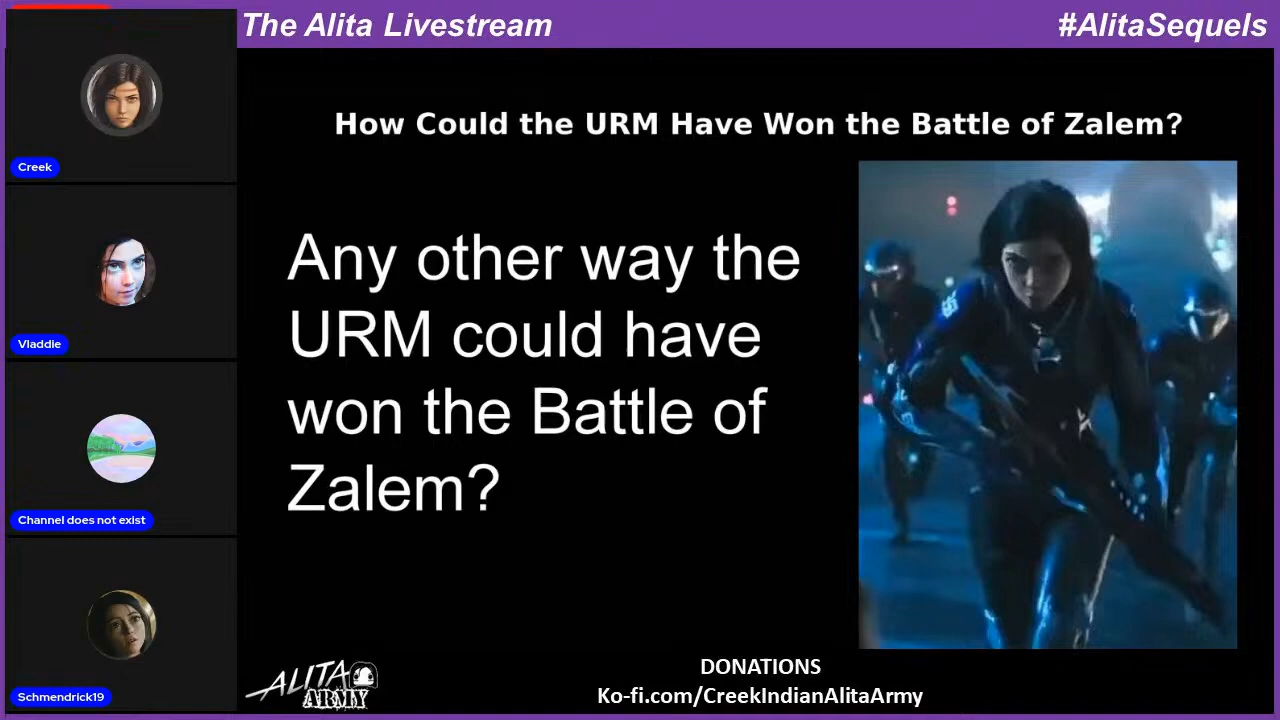 The Alita Livestream
#AlitaSequels
Creek
Vladdie
Channel does not exist
Schmendrick19
How Could the URM Have Won the Battle of Zalem?
Any other way the
URM could have
won the Battle of
Zalem?
ALITA
ARMY
DONATIONS
Ko-fi.com/CreekIndianAlitaArmy